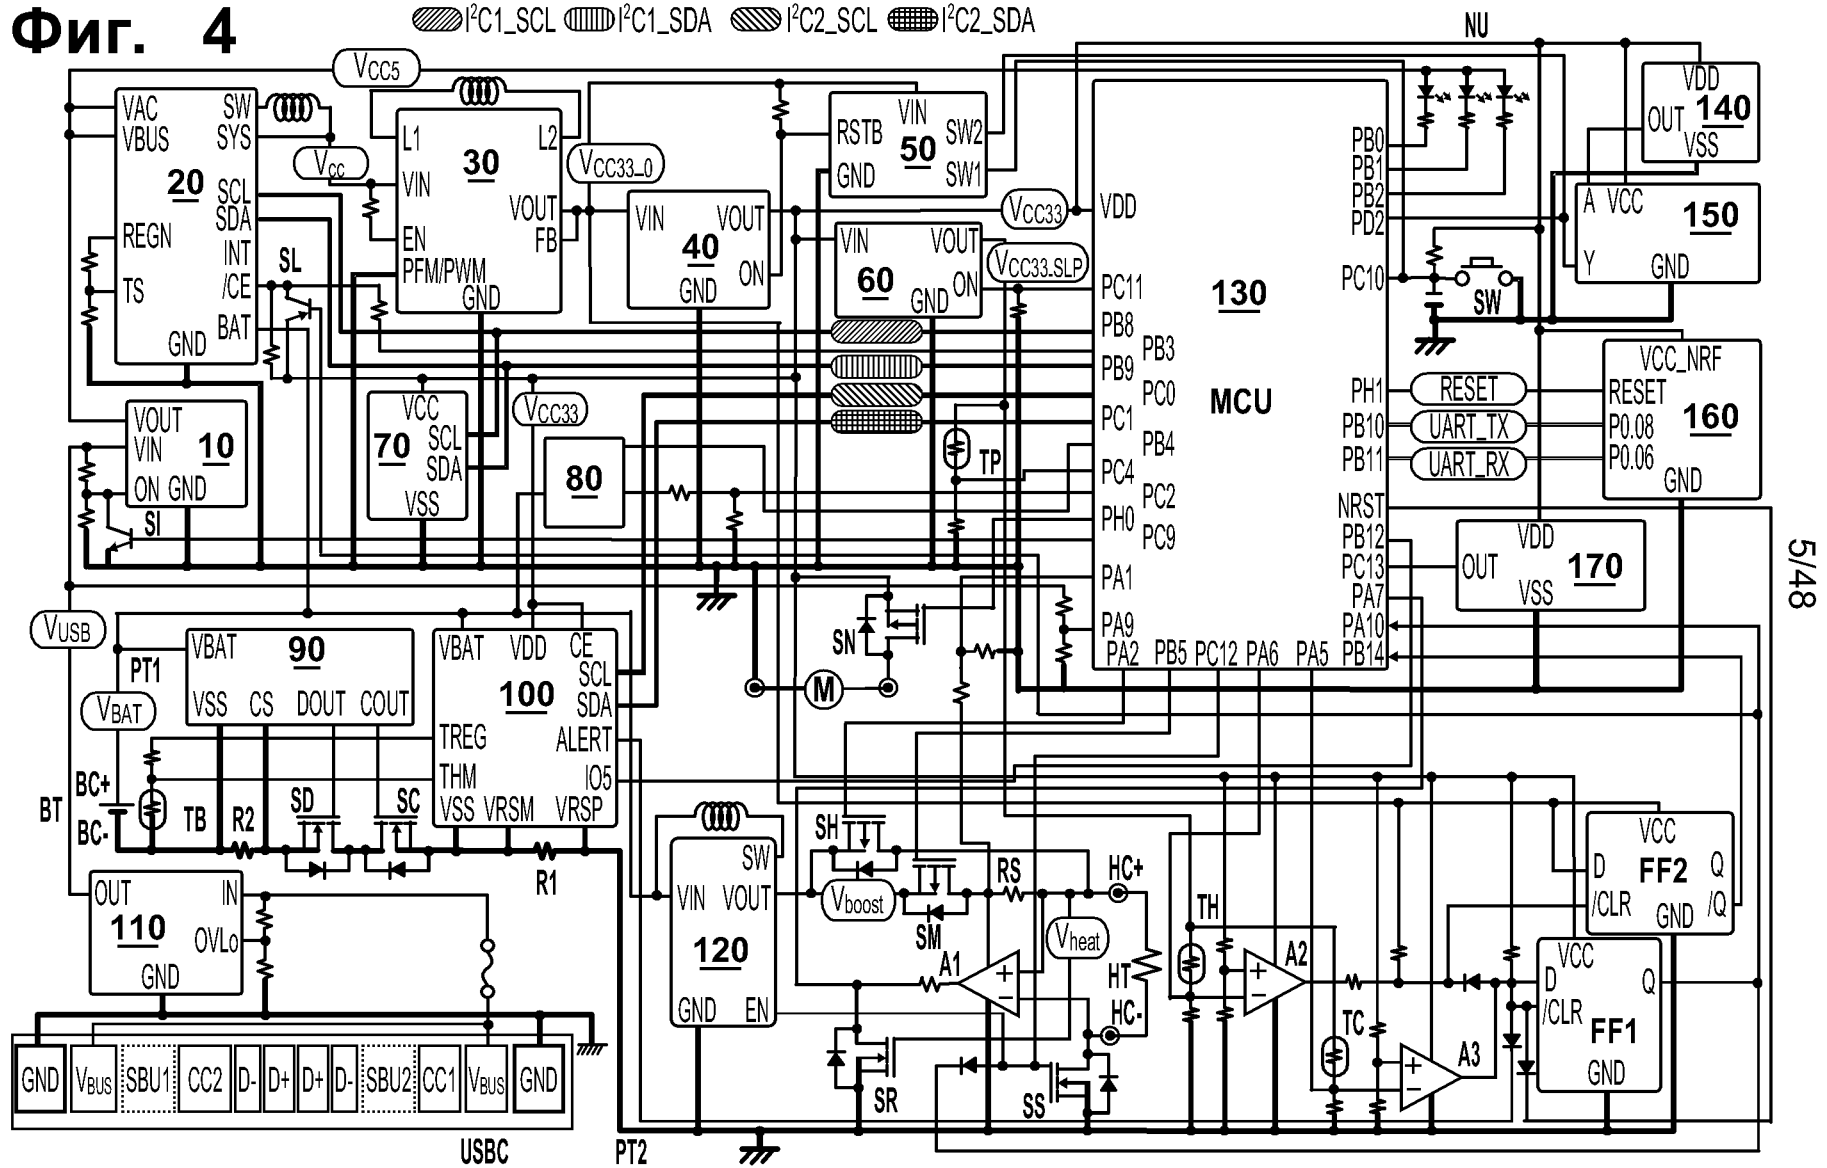 Фиг. 4
I²C1_SCL I²C1_SDA I²C2_SCL I²C2_SDA
NU
VCC5
VAC
VBUS
SW
SYS
20
SCL
SDA
REGN
INT
/CE
TS
BAT
GND
SL
Vcc
L1
L2
30
VIN
VOUT
EN
FB
PFM/PWM
GND
VCC33_0
VIN
VOUT
40
ON
GND
VIN
RSTB
50
SW2
GND
SW1
VCC33
VIN
VOUT
60
ON
GND
VCC33-SLP
130
MCU
VDD
PC11
PB8
PB3
PB9
PC0
PC1
PB4
PC4
PC2
PH0
PC9
PA1
PA9
PA2
PB5
PC12
PA6
PA5
PB0
PB1
PB2
PD2
PC10
PH1
PB10
PB11
NRST
PB12
PC13
PA7
PA10
PB14
VDD
OUT
140
VSS
A
VCC
150
Y
GND
SW
RESET
UART_TX
UART_RX
VCC_NRF
RESET
P0.08
160
P0.06
GND
VDD
OUT
170
VSS
5/48
VOUT
VIN
10
ON
GND
SI
VCC
70
SCL
SDA
VSS
VCC33
80
TP
SN
M
VUSB
PT1
VBAT
VBAT
90
VSS
CS
DOUT
COUT
VBAT
VDD
CE
SCL
100
SDA
TREG
ALERT
THM
IO5
VSS
VRSM
VRSP
BT
BC+
BC-
TB
R2
SD
SC
R1
OUT
IN
110
OVLo
GND
GND
VBUS
SBU1
CC2
D-
D+
D+
D-
SBU2
CC1
VBUS
GND
USBC
PT2
SW
VIN
VOUT
120
GND
EN
SH
Vboost
SM
RS
HC+
Vheat
HT
HC-
A1
+
−
SR
SS
TH
A2
+
−
TC
A3
+
−
VCC
D
FF2
Q
/CLR
GND
/Q
VCC
D
Q
/CLR
FF1
GND